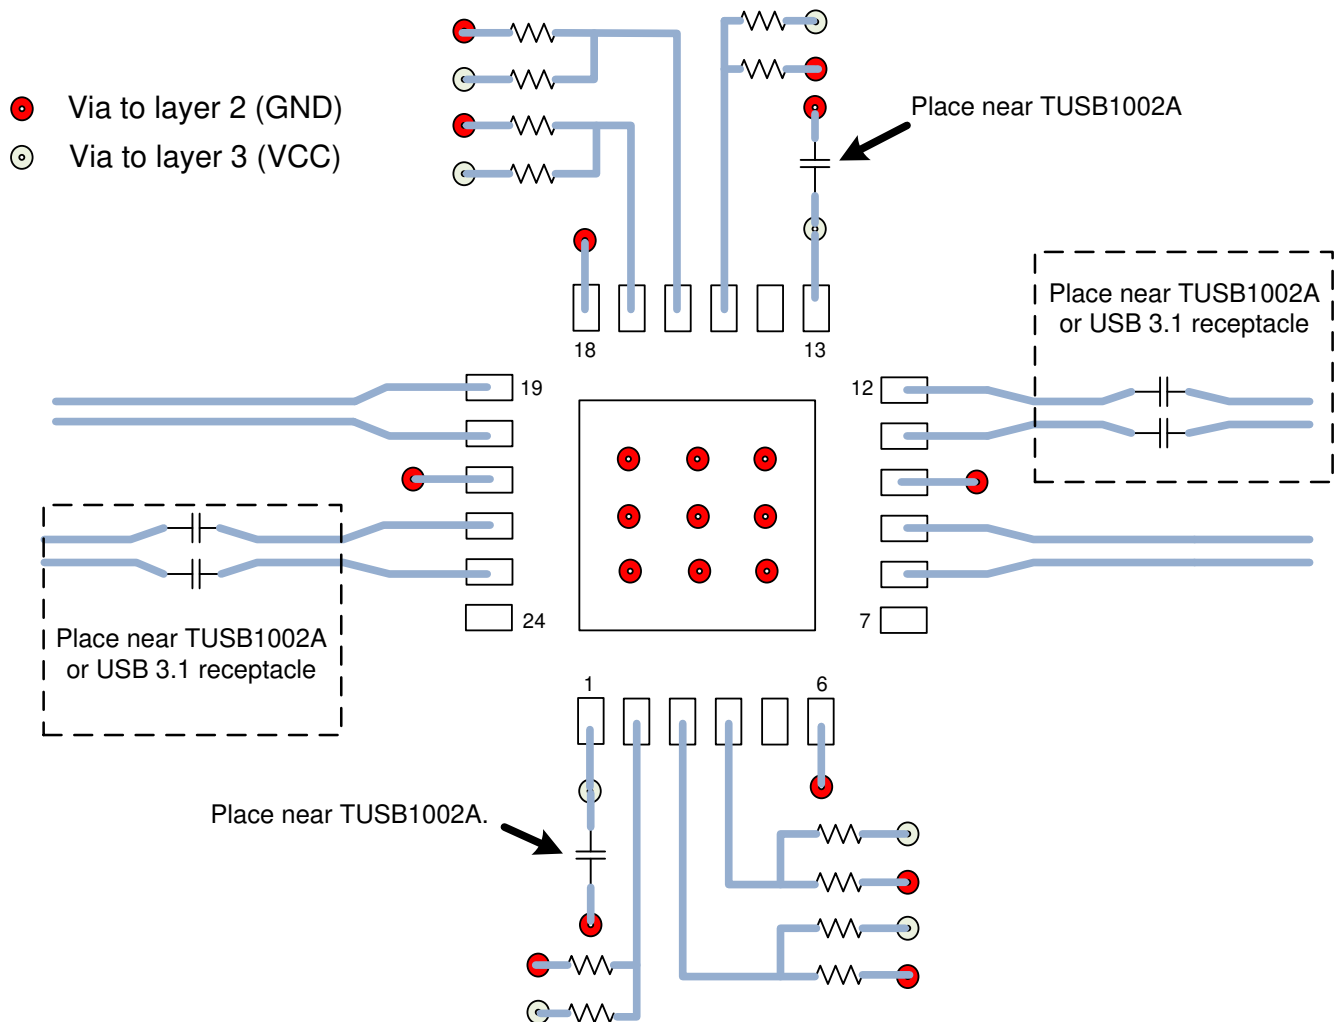 Via to layer 2 (GND)
Via to layer 3 (VCC)
Place near TUSB1002A
Place near TUSB1002A
or USB 3.1 receptacle
18
13
19
12
24
7
Place near TUSB1002A
or USB 3.1 receptacle
1
6
Place near TUSB1002A.